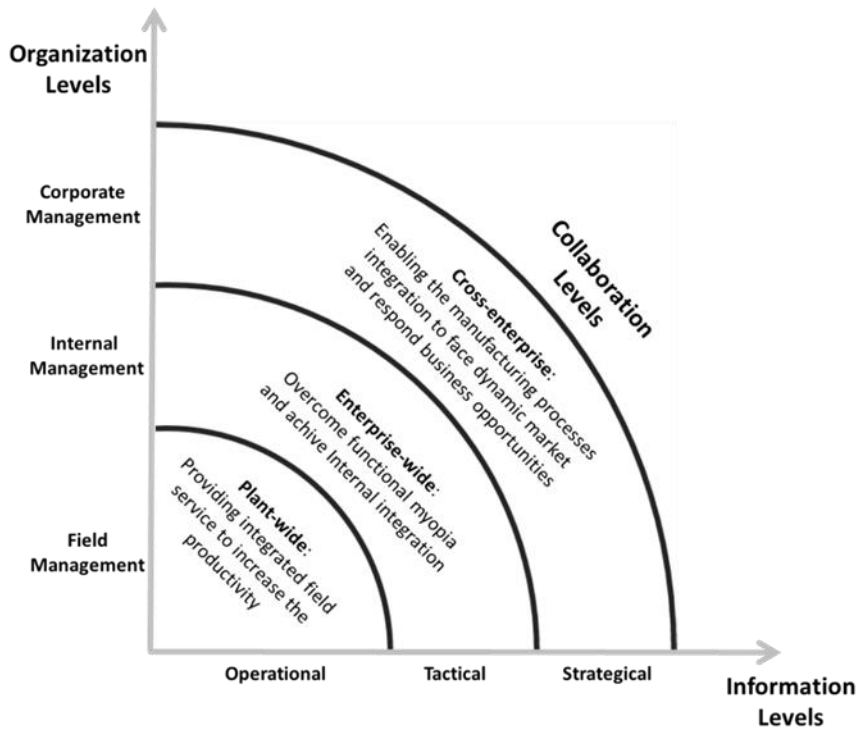 Organization
Levels
Corporate
Management
Internal
Management
Field
Management
Collaboration
Levels
Cross-enterprise:
Enabling the manufacturing processes
integration to face dynamic market
and respond business opportunities
Enterprise-wide:
Overcome functional myopia
and achive Internal integration
Plant-wide:
Providing integrated field
service to increase the
productivity
Operational
Tactical
Strategical
Information
Levels